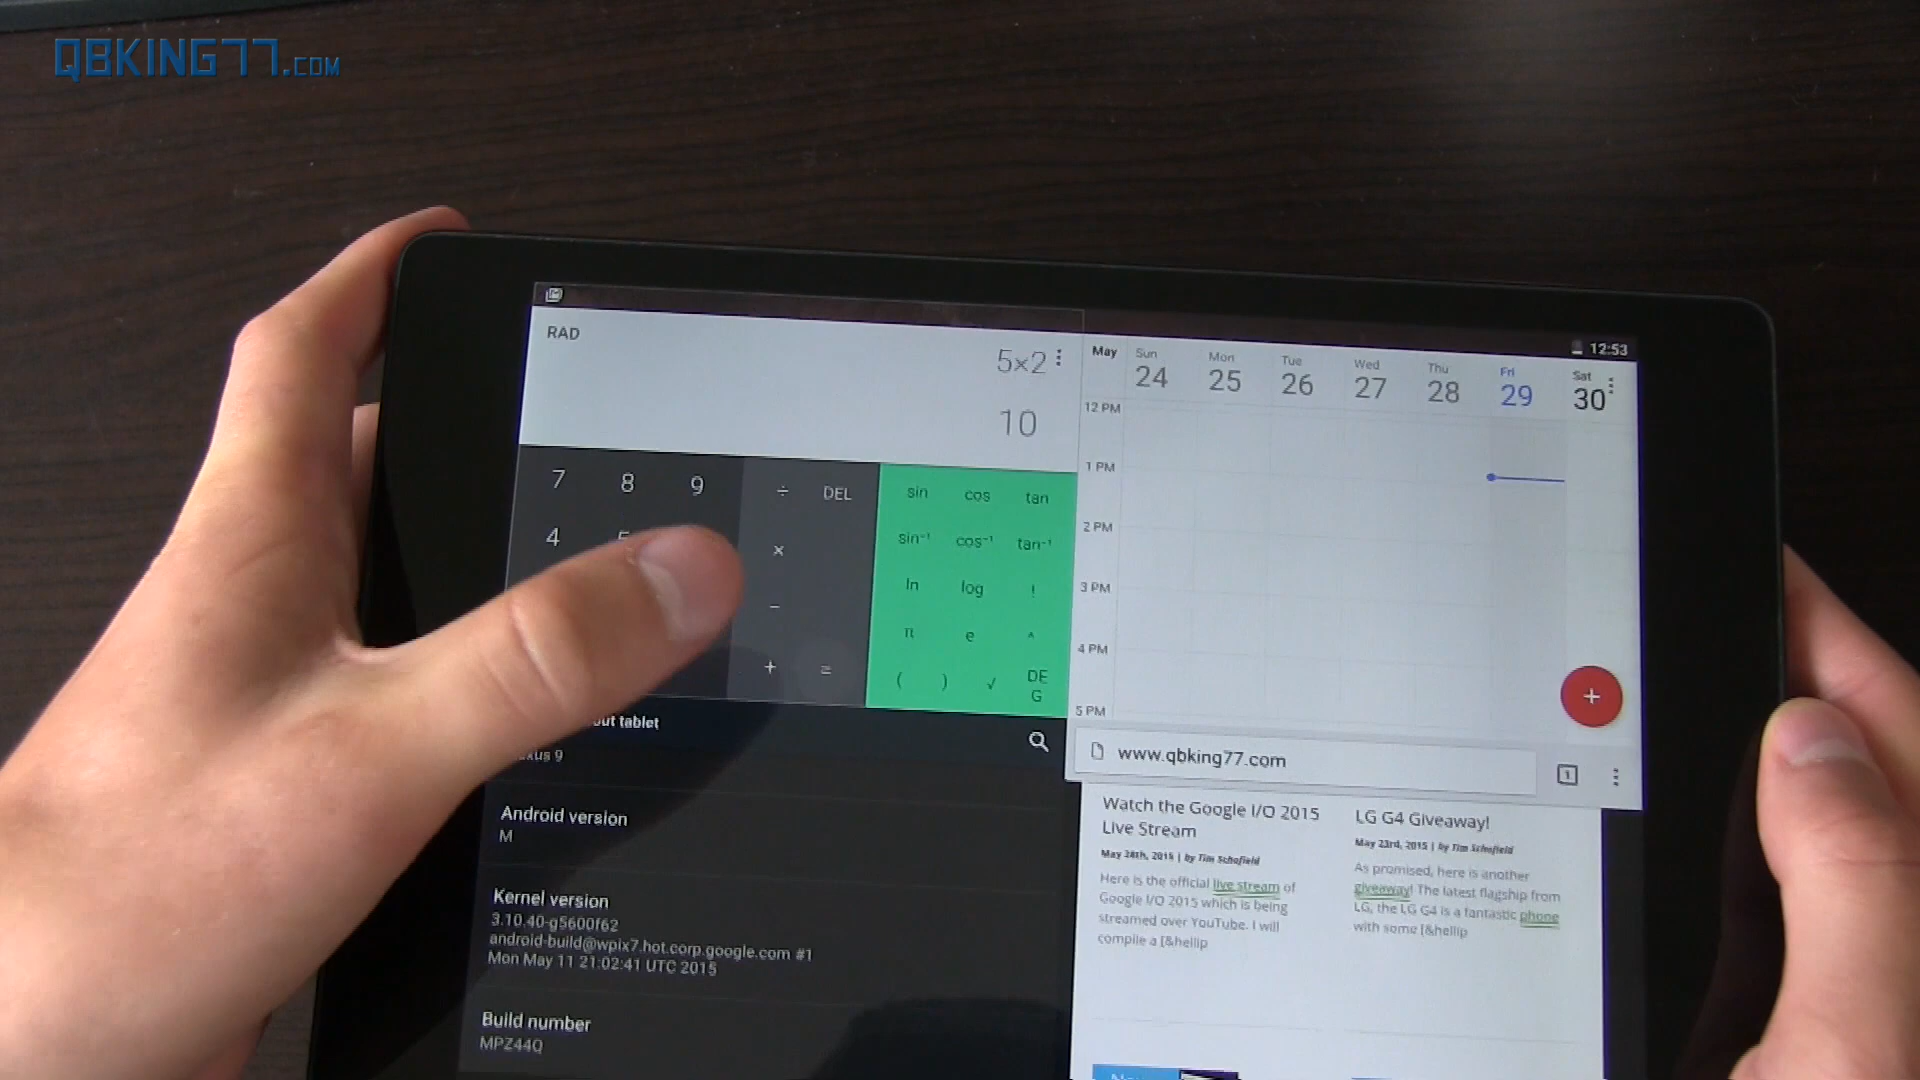 QBKING77.COM
12:53
RAD
5×2
10
7 8 9 ÷ DEL
4 ×
−
+ =
sin cos tan
sin⁻¹ cos⁻¹ tan⁻¹
ln log !
π e ^
( ) √ DE
G
May
Sun Mon Tue Wed Thu Fri Sat
24 25 26 27 28 29 30
12 PM
1 PM
2 PM
3 PM
4 PM
5 PM
+
tablet
9
Android version
M
Kernel version
3.10.40-g5600f62
android-build@wpix7.hot.corp.google.com #1
Mon May 11 21:02:41 UTC 2015
Build number
MPZ44Q
www.qbking77.com
1
Watch the Google I/O 2015
Live Stream
May 28th, 2015 | by Tim Schofield
Here is the official live stream of
Google I/O 2015 which is being
streamed over YouTube. I will
compile a [&hellip
LG G4 Giveaway!
May 23rd, 2015 | by Tim Schofield
As promised, here is another
giveaway! The latest flagship from
LG, the LG G4 is a fantastic phone
with some [&hellip